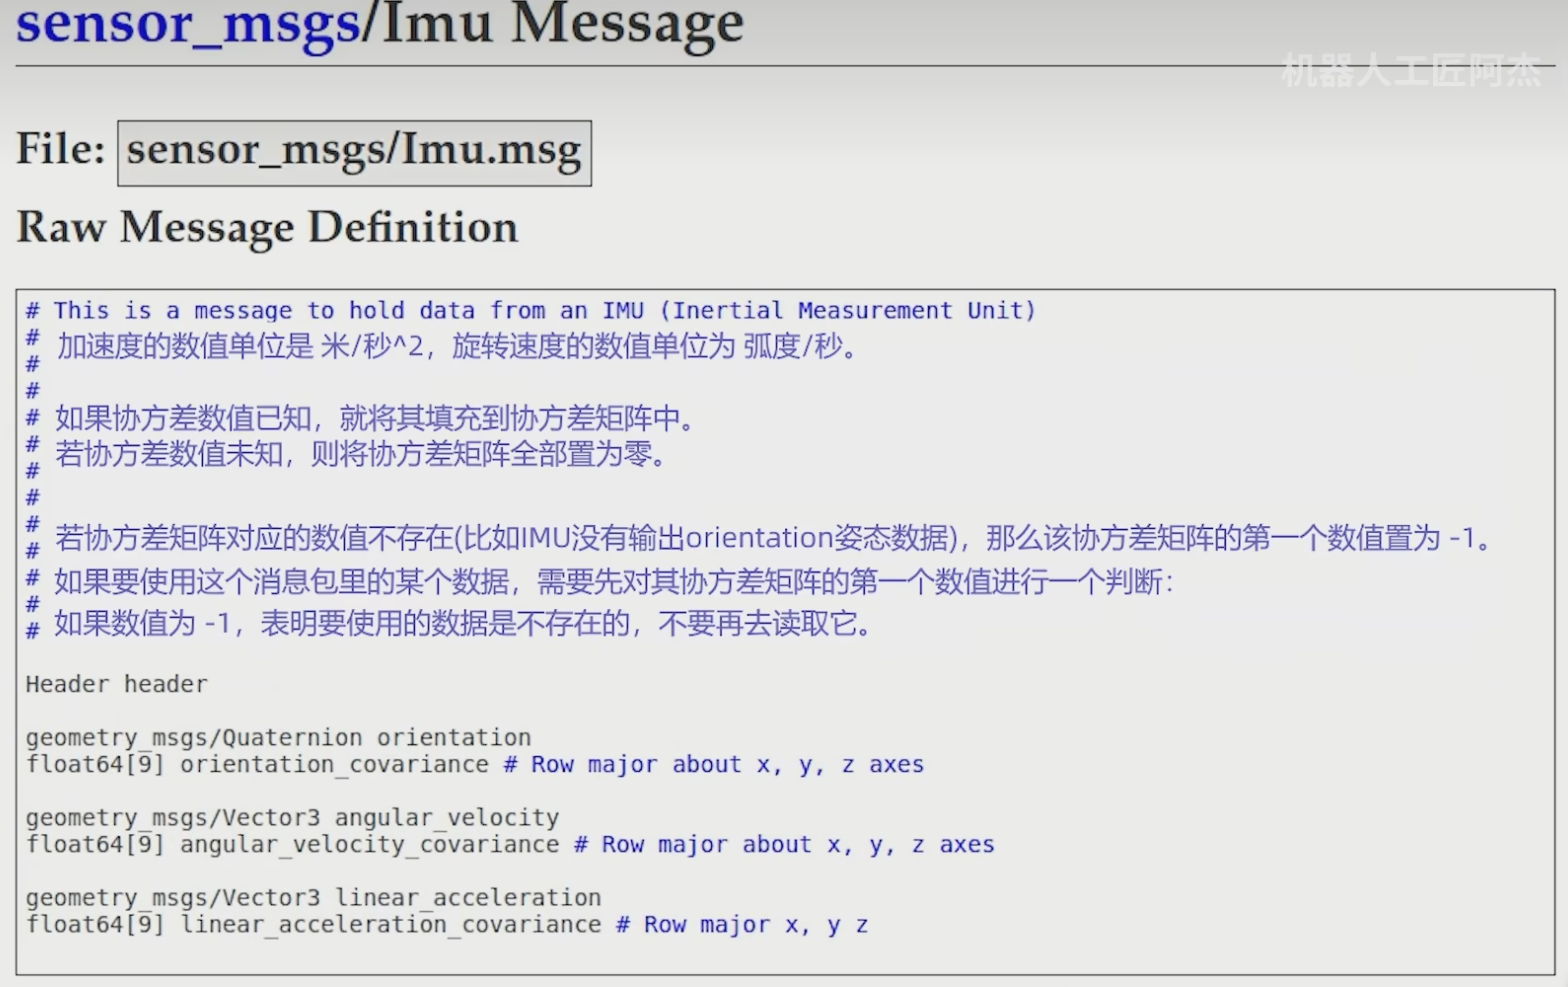 sensor_msgs/Imu Message
机器人工匠阿杰
File: sensor_msgs/Imu.msg
Raw Message Definition
# This is a message to hold data from an IMU (Inertial Measurement Unit)
#
# 加速度的数值单位是 米/秒^2，旋转速度的数值单位为 弧度/秒。
#
# 如果协方差数值已知，就将其填充到协方差矩阵中。
# 若协方差数值未知，则将协方差矩阵全部置为零。
#
#
# 若协方差矩阵对应的数值不存在(比如IMU没有输出orientation姿态数据)，那么该协方差矩阵的第一个数值置为 -1。
#
# 如果要使用这个消息包里的某个数据，需要先对其协方差矩阵的第一个数值进行一个判断：
#
# 如果数值为 -1，表明要使用的数据是不存在的，不要再去读取它。
Header header
geometry_msgs/Quaternion orientation
float64[9] orientation_covariance # Row major about x, y, z axes
geometry_msgs/Vector3 angular_velocity
float64[9] angular_velocity_covariance # Row major about x, y, z axes
geometry_msgs/Vector3 linear_acceleration
float64[9] linear_acceleration_covariance # Row major x, y z